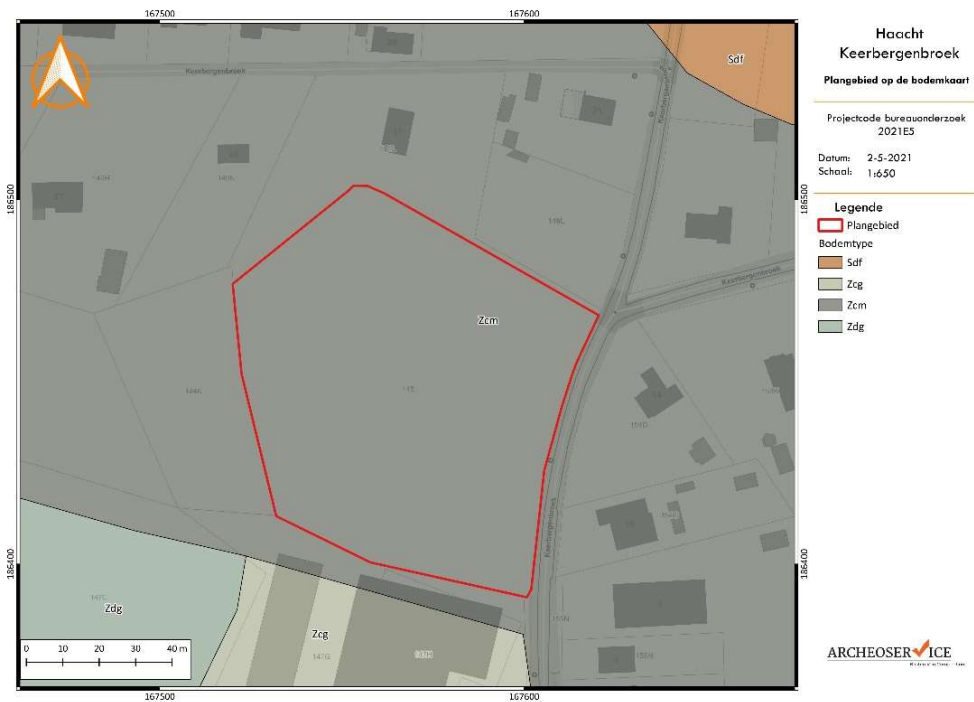 167500
167600
Keerbergenbroek
Keerbergenbroek
Sdf
186500
186500
Zcm
Keerbergenbroek
Keerbergenbroek
186400
186400
Zdg
Zcg
147G
0 10 20 30 40 m
167500
167600
Haacht
Keerbergenbroek
Plangebied op de bodemkaart
Projectcode bureauonderzoek
2021E5
Datum: 2-5-2021
Schaal: 1:650
Legende
Plangebied
Bodemtype
Sdf
Zcg
Zcm
Zdg
ARCHEOSERVICE